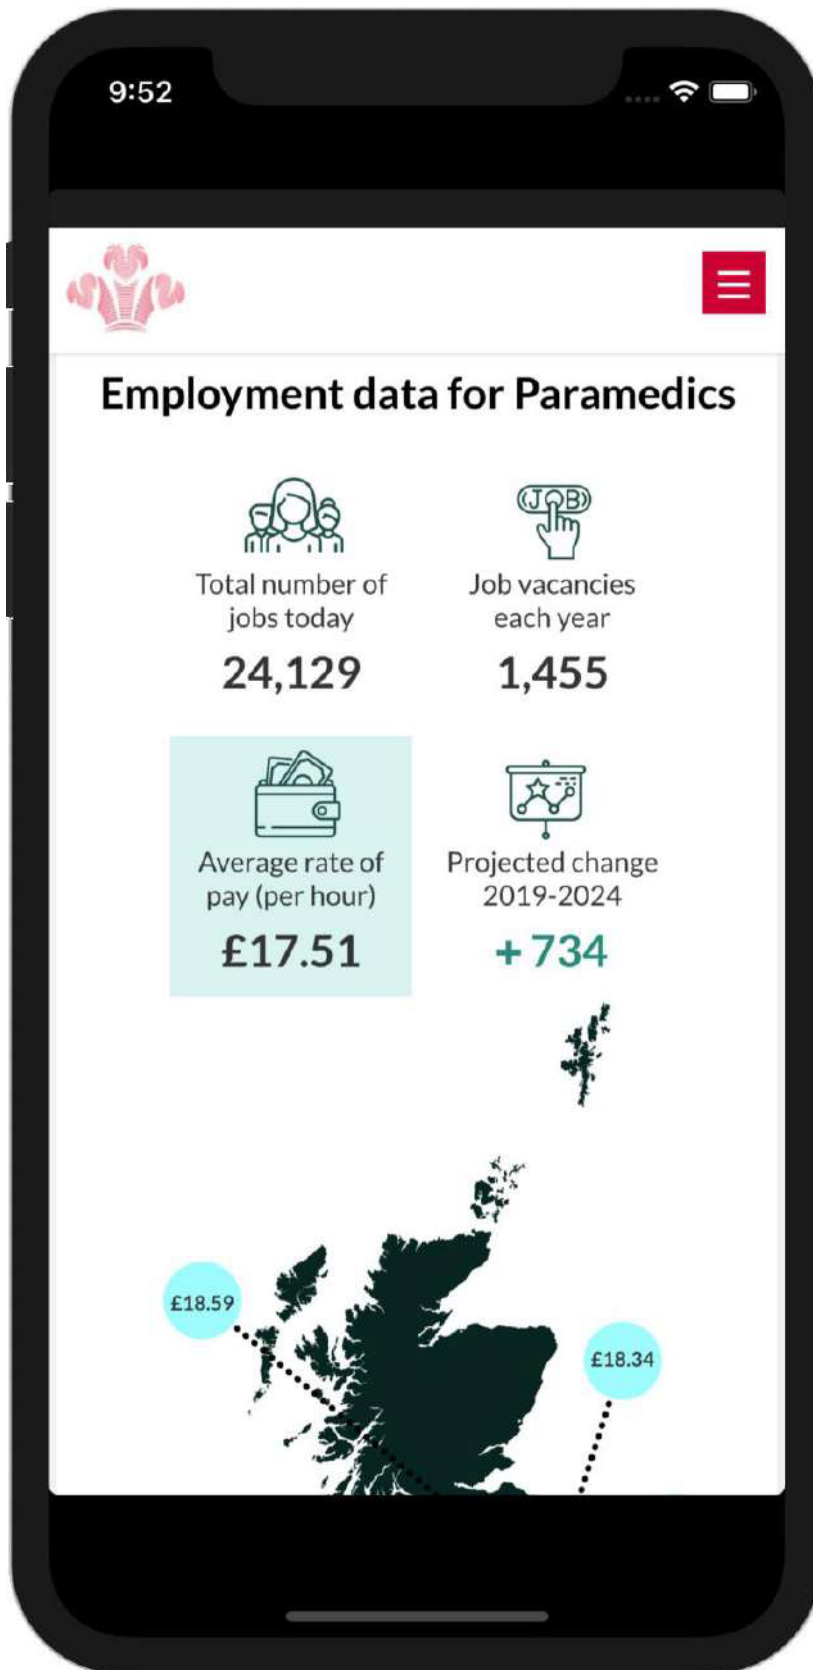 9:52
Employment data for Paramedics
JOB
Total number of
jobs today
24,129
Job vacancies
each year
1,455
Average rate of
pay (per hour)
£17.51
Projected change
2019-2024
+734
£18.59
£18.34